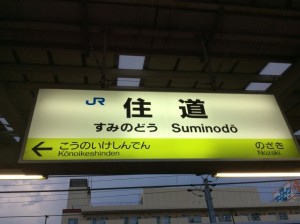 JR 住道
すみのどう Suminodō
← こうのいけしんでん のざき
Kōnoikeshinden Nozaki